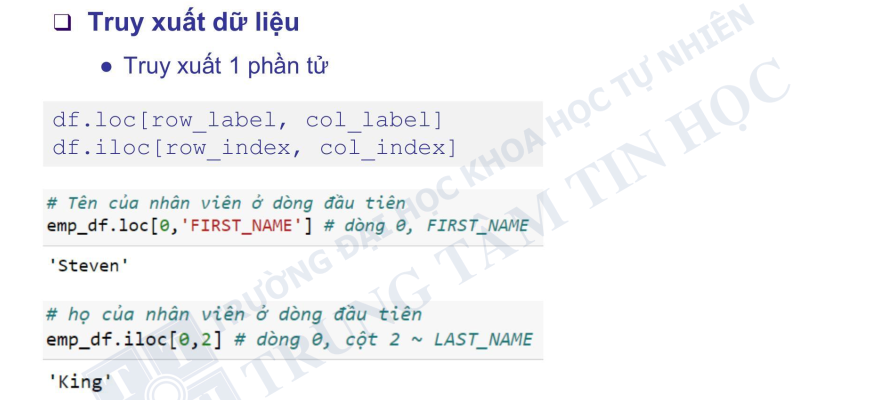 ❑ Truy xuất dữ liệu
● Truy xuất 1 phần tử
df.loc[row_label, col_label]
df.iloc[row_index, col_index]
# Tên của nhân viên ở dòng đầu tiên
emp_df.loc[0,'FIRST_NAME'] # dòng 0, FIRST_NAME
'Steven'
# họ của nhân viên ở dòng đầu tiên
emp_df.iloc[0,2] # dòng 0, cột 2 ~ LAST_NAME
'King'
TRƯỜNG ĐẠI HỌC KHOA HỌC TỰ NHIÊN
TRUNG TÂM TIN HỌC